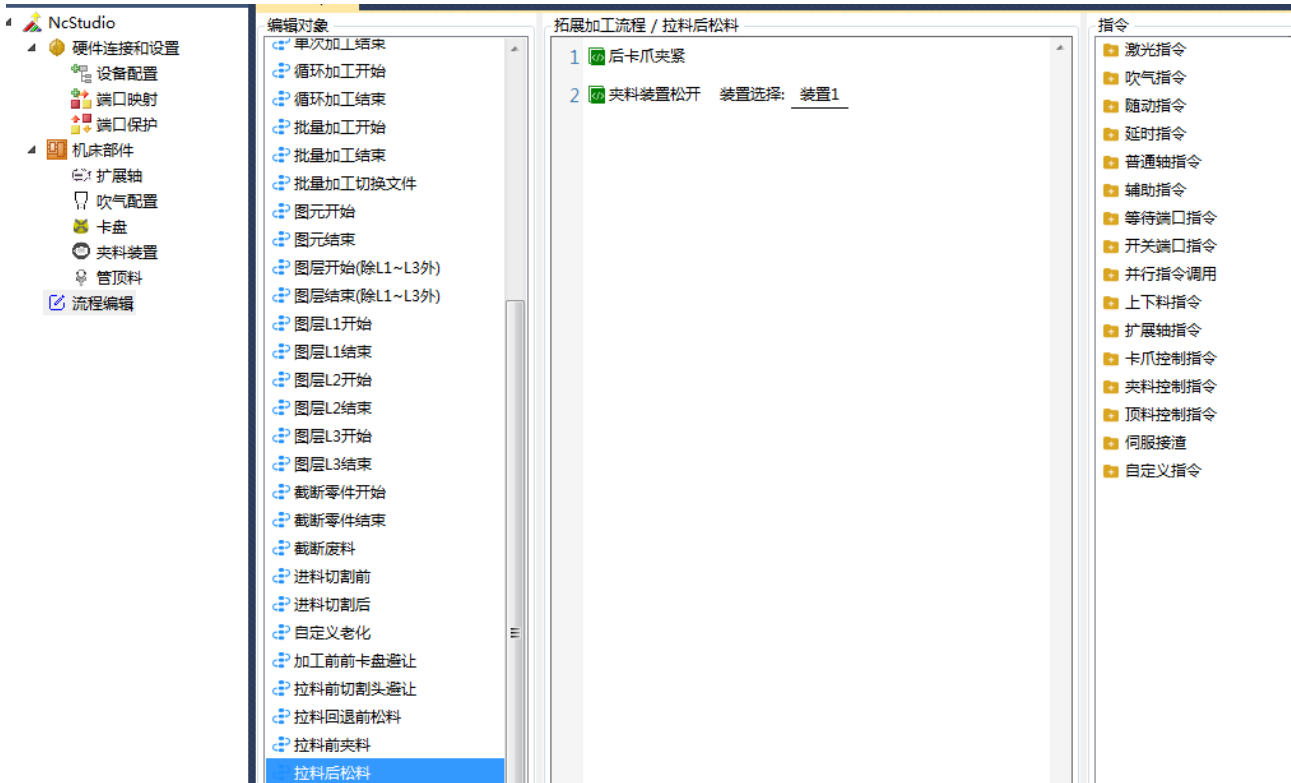 NcStudio
硬件连接和设置
设备配置
端口映射
端口保护
机床部件
扩展轴
吹气配置
卡盘
夹料装置
管顶料
流程编辑
编辑对象
单次加工结束
循环加工开始
循环加工结束
批量加工开始
批量加工结束
批量加工切换文件
图元开始
图元结束
图层开始(除L1~L3外)
图层结束(除L1~L3外)
图层L1开始
图层L1结束
图层L2开始
图层L2结束
图层L3开始
图层L3结束
截断零件开始
截断零件结束
截断废料
进料切割前
进料切割后
自定义老化
加工前前卡盘避让
拉料前切割头避让
拉料回退前松料
拉料前夹料
拉料后松料
拓展加工流程 / 拉料后松料
1 后卡爪夹紧
2 夹料装置松开 装置选择: 装置1
指令
激光指令
吹气指令
随动指令
延时指令
普通轴指令
辅助指令
等待端口指令
开关端口指令
并行指令调用
上下料指令
扩展轴指令
卡爪控制指令
夹料控制指令
顶料控制指令
伺服接渣
自定义指令